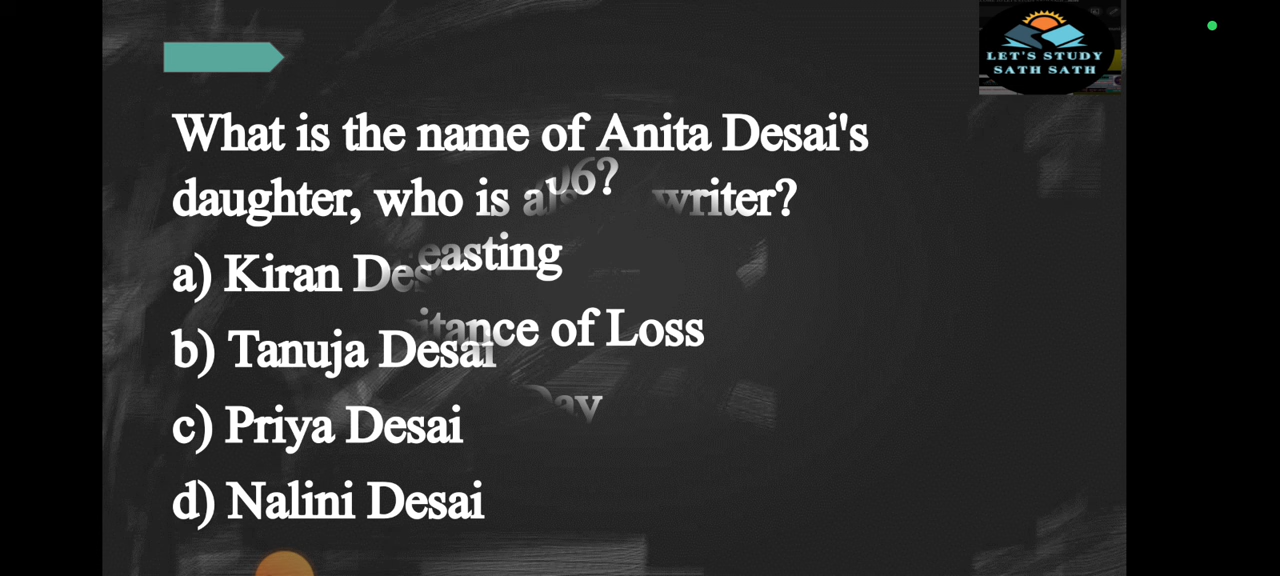 LET'S STUDY
SATH SATH
What is the name of Anita Desai's
daughter, who is writer?
a) Kiran
b) Tanuja Desai
c) Priya Desai
d) Nalini Desai
of Loss